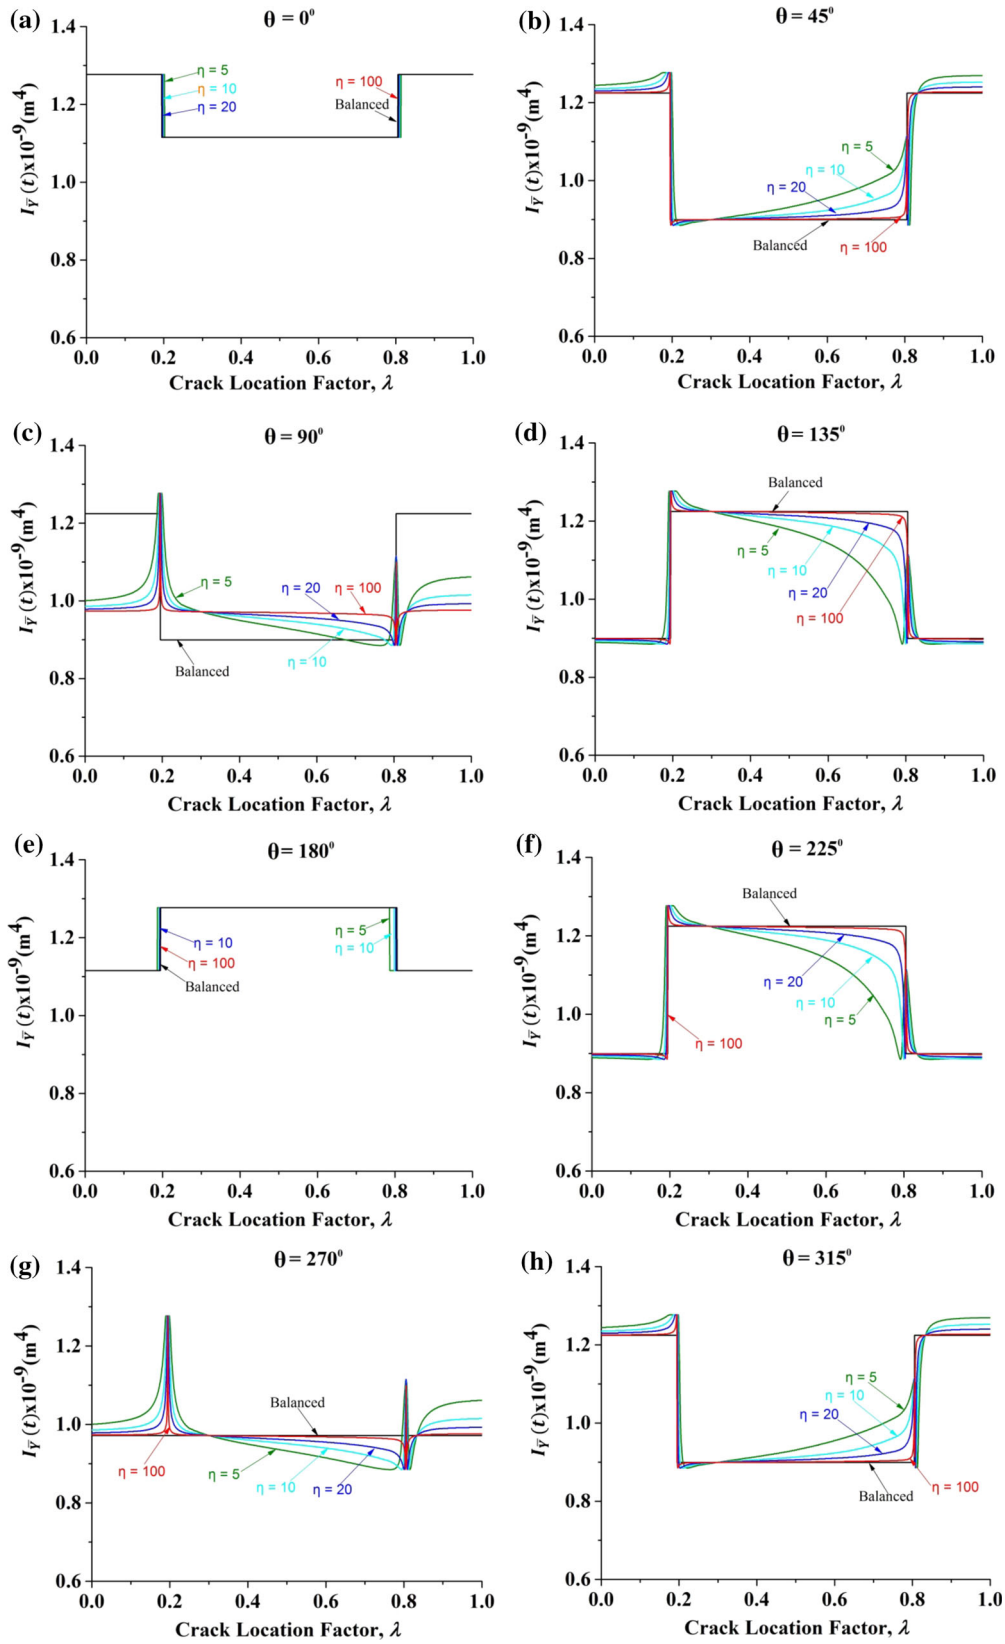 (a)
θ = 0⁰
1.4
1.2
1.0
0.8
0.6
I_Ȳ (t)x10⁻⁹(m⁴)
η = 5
η = 10
η = 20
η = 100
Balanced
0.0 0.2 0.4 0.6 0.8 1.0
Crack Location Factor, λ
(b)
θ = 45⁰
1.4
1.2
1.0
0.8
0.6
I_Ȳ (t)x10⁻⁹(m⁴)
η = 5
η = 10
η = 20
Balanced
η = 100
0.0 0.2 0.4 0.6 0.8 1.0
Crack Location Factor, λ
(c)
θ = 90⁰
1.4
1.2
1.0
0.8
0.6
I_Ȳ (t)x10⁻⁹(m⁴)
η = 5
η = 20
η = 100
η = 10
Balanced
0.0 0.2 0.4 0.6 0.8 1.0
Crack Location Factor, λ
(d)
θ = 135⁰
1.4
1.2
1.0
0.8
0.6
I_Ȳ (t)x10⁻⁹(m⁴)
Balanced
η = 5
η = 10
η = 20
η = 100
0.0 0.2 0.4 0.6 0.8 1.0
Crack Location Factor, λ
(e)
θ = 180⁰
1.4
1.2
1.0
0.8
0.6
I_Ȳ (t)x10⁻⁹(m⁴)
η = 10
η = 100
Balanced
η = 5
η = 10
0.0 0.2 0.4 0.6 0.8 1.0
Crack Location Factor, λ
(f)
θ = 225⁰
1.4
1.2
1.0
0.8
0.6
I_Ȳ (t)x10⁻⁹(m⁴)
Balanced
η = 20
η = 10
η = 5
η = 100
0.0 0.2 0.4 0.6 0.8 1.0
Crack Location Factor, λ
(g)
θ = 270⁰
1.4
1.2
1.0
0.8
0.6
I_Ȳ (t)x10⁻⁹(m⁴)
Balanced
η = 100
η = 5
η = 10
η = 20
0.0 0.2 0.4 0.6 0.8 1.0
Crack Location Factor, λ
(h)
θ = 315⁰
1.4
1.2
1.0
0.8
0.6
I_Ȳ (t)x10⁻⁹(m⁴)
η = 5
η = 10
η = 20
η = 100
Balanced
0.0 0.2 0.4 0.6 0.8 1.0
Crack Location Factor, λ